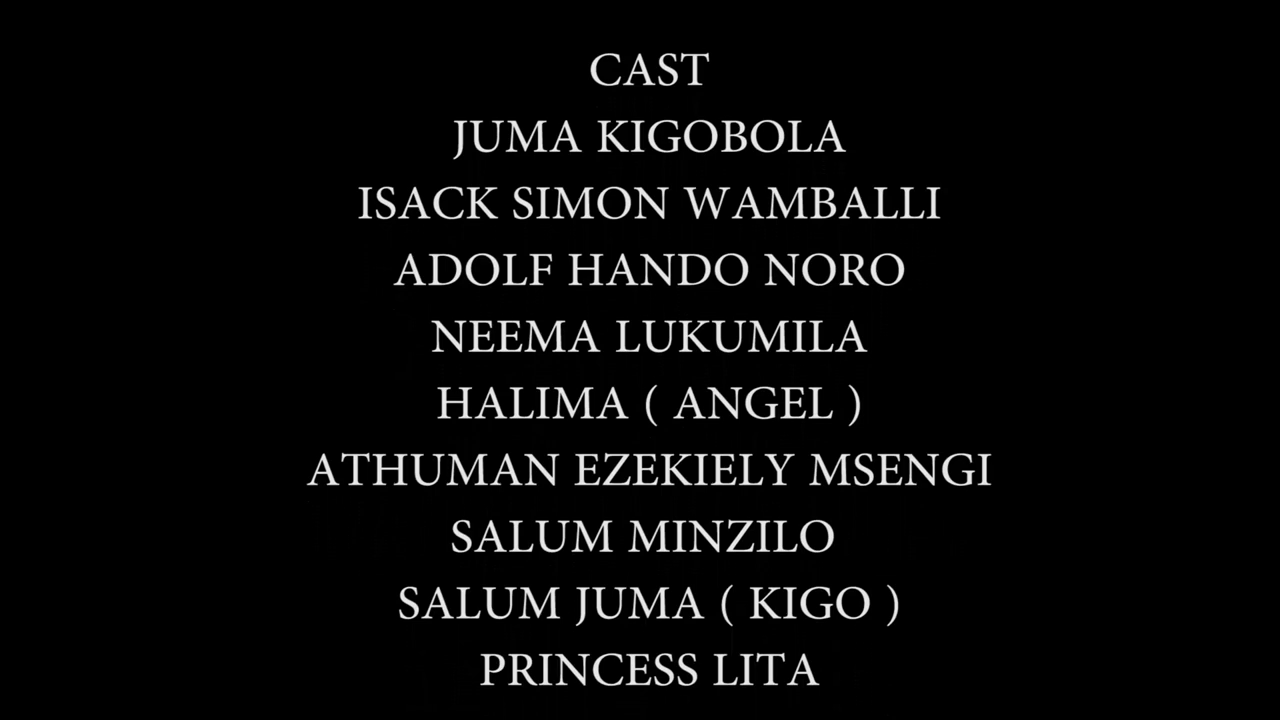 CAST
JUMA KIGOBOLA
ISACK SIMON WAMBALLI
ADOLF HANDO NORO
NEEMA LUKUMILA
HALIMA ( ANGEL )
ATHUMAN EZEKIELY MSENGI
SALUM MINZILO
SALUM JUMA ( KIGO )
PRINCESS LITA